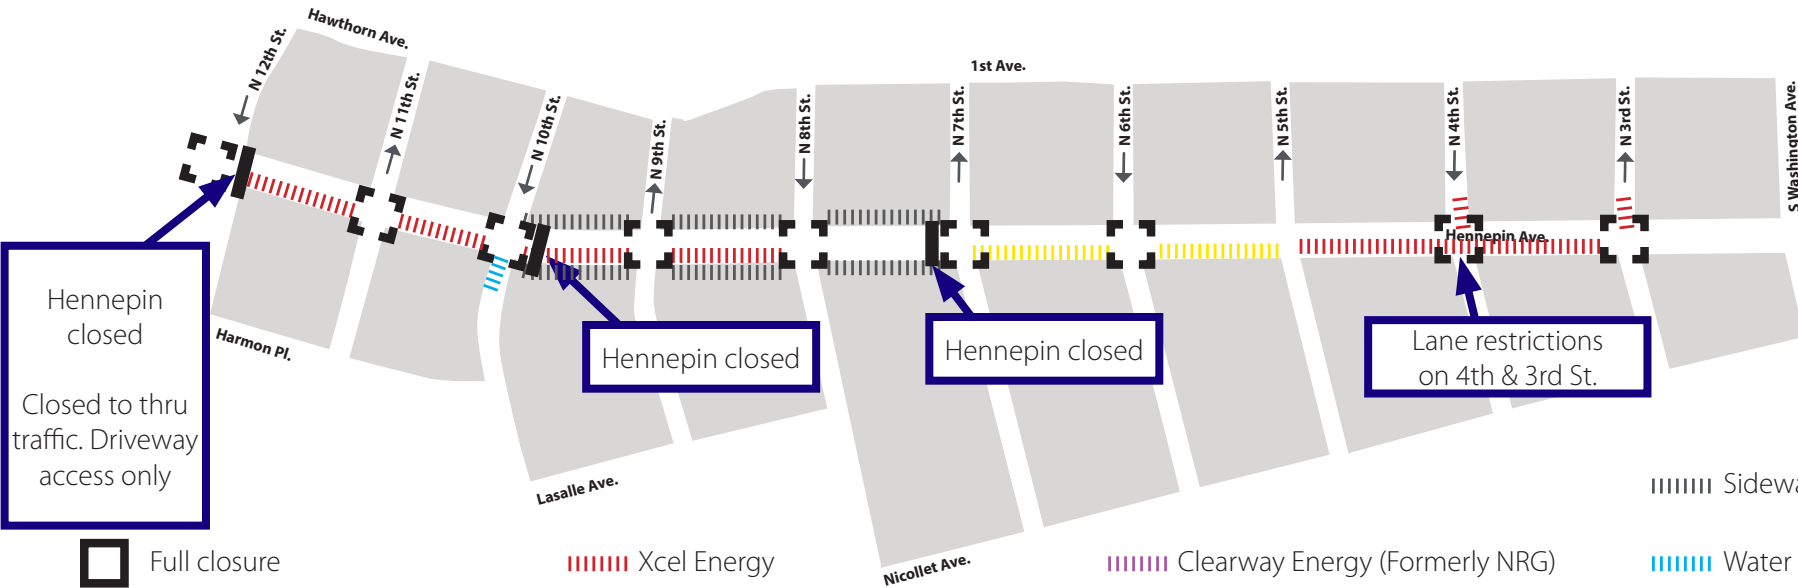 Hawthorn Ave.
N 12th St.
N 11th St.
N 10th St.
N 9th St.
N 8th St.
1st Ave.
N 7th St.
N 6th St.
N 5th St.
N 4th St.
N 3rd St.
S Washington Ave.
Hennepin Ave.
Hennepin
closed
Closed to thru
traffic. Driveway
access only
Harmon Pl.
Hennepin closed
Hennepin closed
Lane restrictions
on 4th & 3rd St.
Lasalle Ave.
Nicollet Ave.
Full closure
Xcel Energy
Clearway Energy (Formerly NRG)
Water